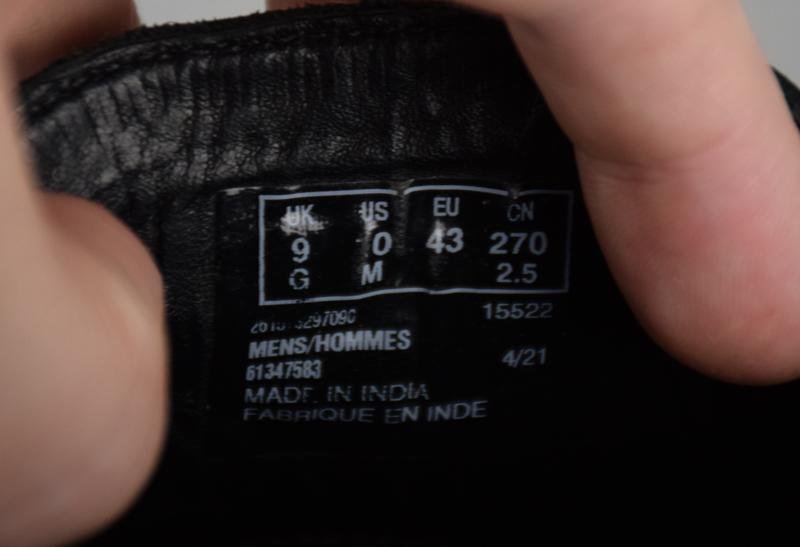 UK US EU CN
9 0 43 270
G M 2.5
15522
MENS/HOMMES
61347583 4/21
MADE IN INDIA
FABRIQUE EN INDE